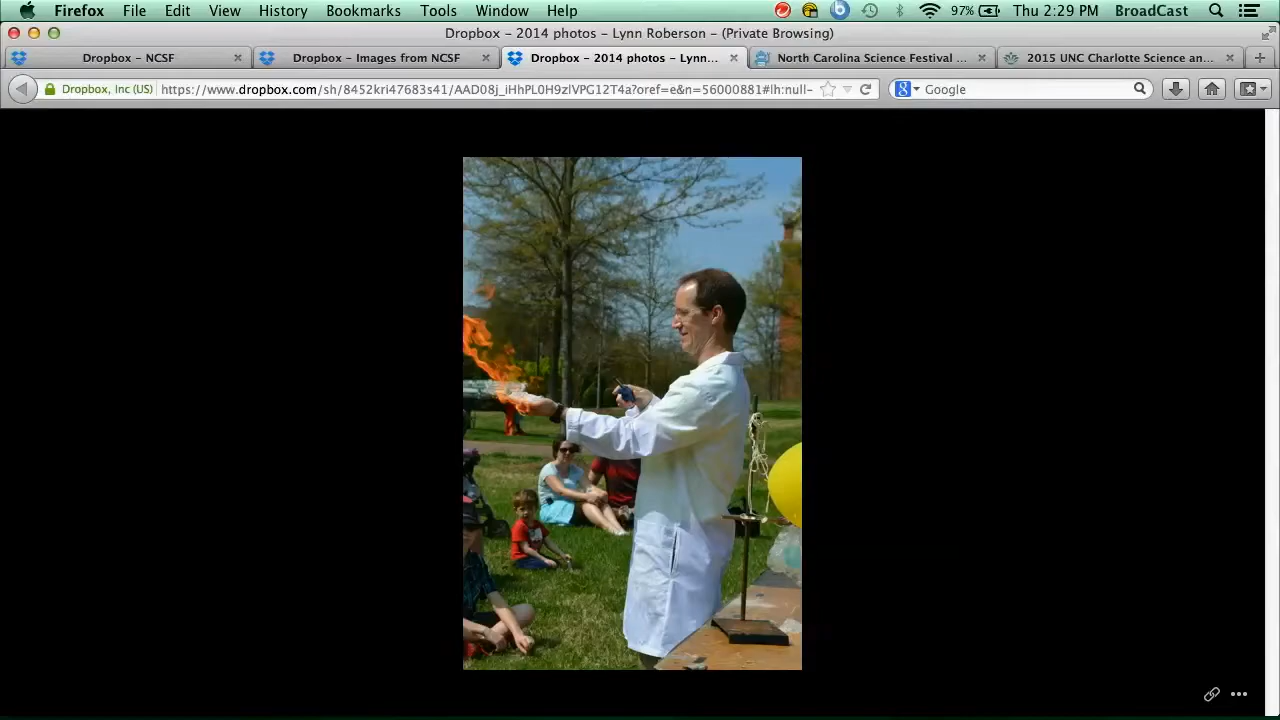 Firefox File Edit View History Bookmarks Tools Window Help 97% Thu 2:29 PM BroadCast
Dropbox - 2014 photos - Lynn Roberson - (Private Browsing)
Dropbox - NCSF Dropbox - Images from NCSF Dropbox - 2014 photos - Lynn... North Carolina Science Festival ... 2015 UNC Charlotte Science an...
Dropbox, Inc (US) https://www.dropbox.com/sh/8452kri47683s41/AAD08j_iHhPL0H9zlVPG12T4a?oref=e&n=56000881#lh:null- Google